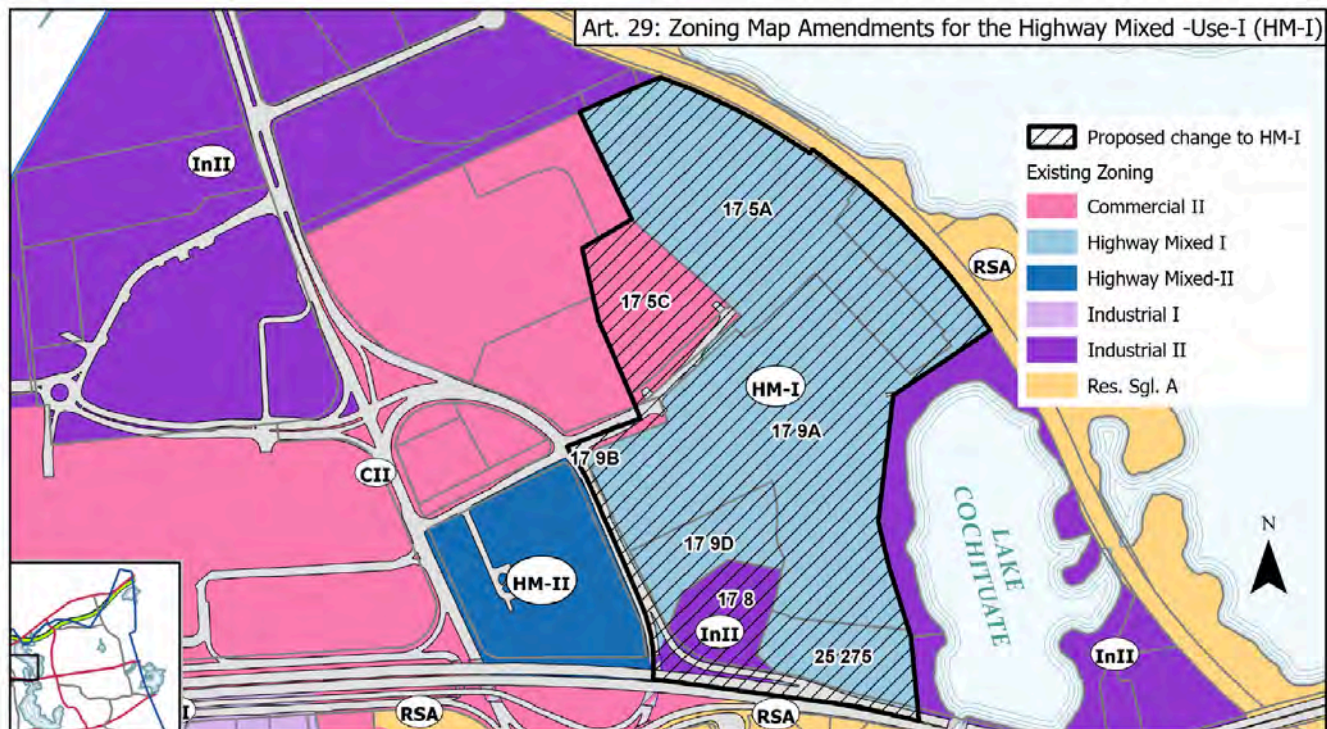 Art. 29: Zoning Map Amendments for the Highway Mixed -Use-I (HM-I)
Proposed change to HM-I
Existing Zoning
Commercial II
Highway Mixed I
Highway Mixed-II
Industrial I
Industrial II
Res. Sgl. A
InII
17 5A
RSA
17 5C
HM-I
17 9A
17 9B
CII
LAKE
COCHITUATE
N
17 9D
HM-II
17 8
InII
25 275
InII
RSA
RSA